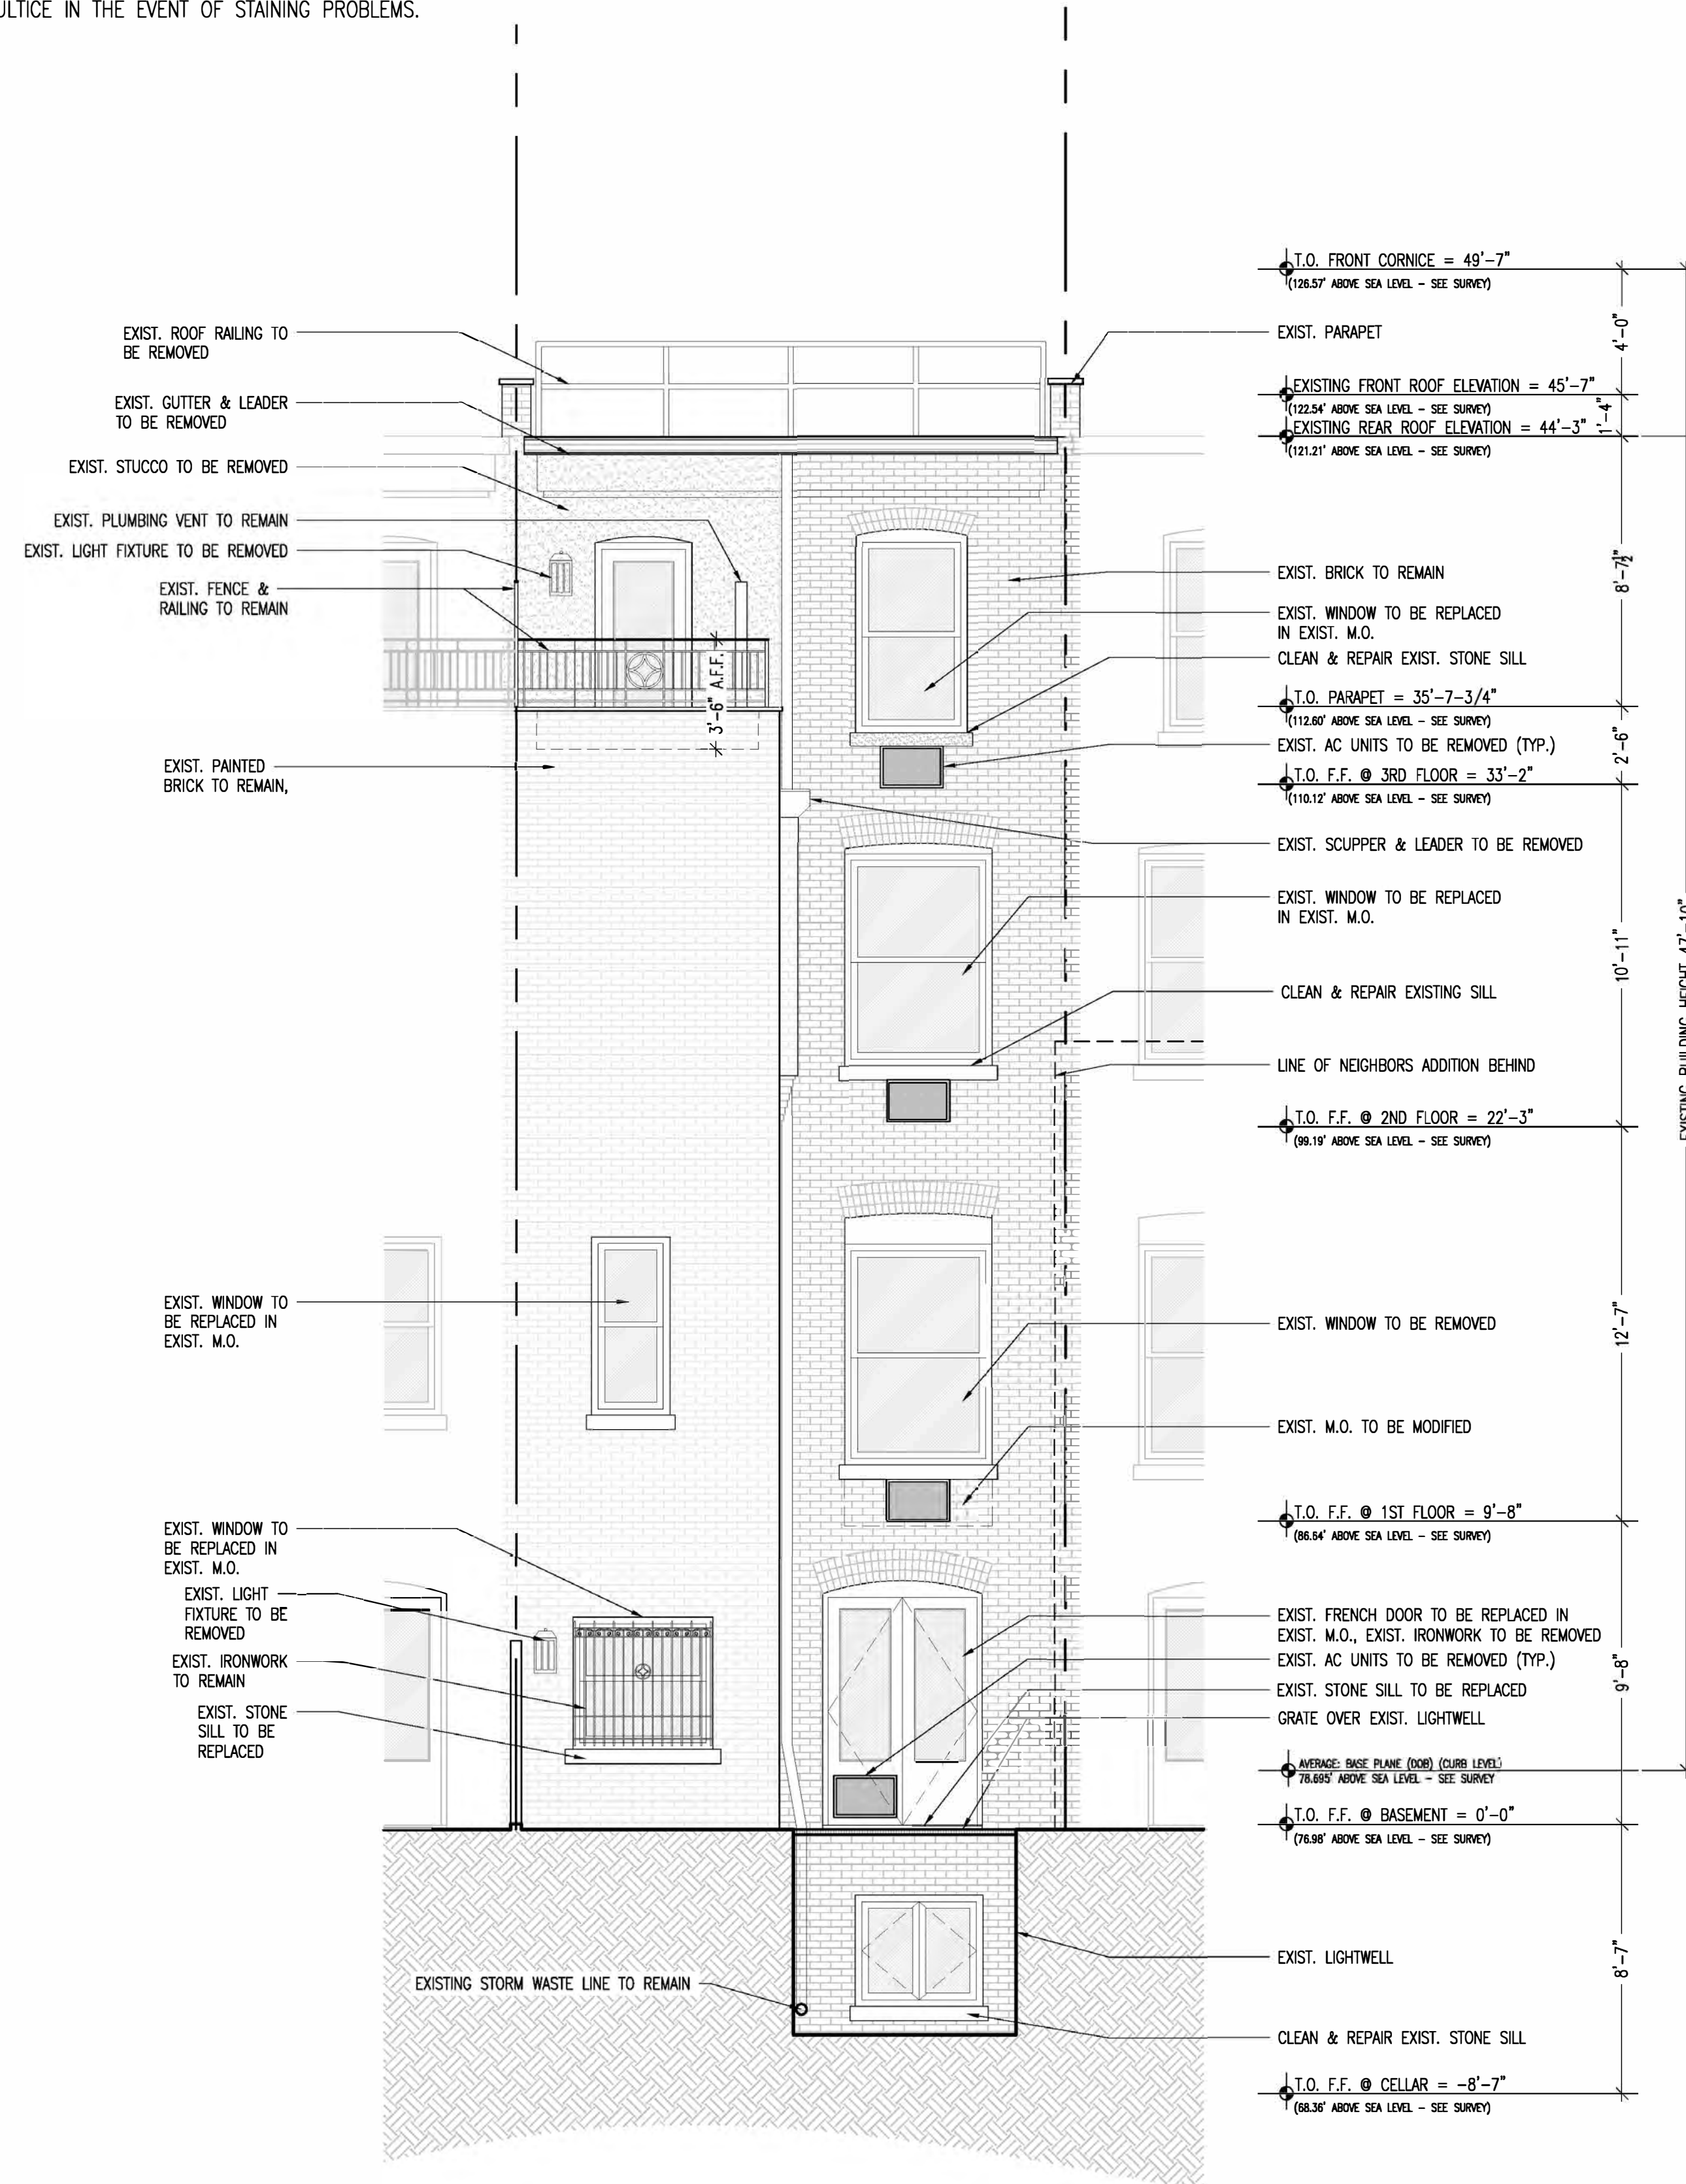 ULTICE IN THE EVENT OF STAINING PROBLEMS.
EXIST. ROOF RAILING TO
BE REMOVED
EXIST. GUTTER & LEADER
TO BE REMOVED
EXIST. STUCCO TO BE REMOVED
EXIST. PLUMBING VENT TO REMAIN
EXIST. LIGHT FIXTURE TO BE REMOVED
EXIST. FENCE &
RAILING TO REMAIN
3'-6" A.F.F.
EXIST. PAINTED
BRICK TO REMAIN,
EXIST. WINDOW TO
BE REPLACED IN
EXIST. M.O.
EXIST. WINDOW TO
BE REPLACED IN
EXIST. M.O.
EXIST. LIGHT
FIXTURE TO BE
REMOVED
EXIST. IRONWORK
TO REMAIN
EXIST. STONE
SILL TO BE
REPLACED
EXISTING STORM WASTE LINE TO REMAIN
T.O. FRONT CORNICE = 49'-7"
(126.57' ABOVE SEA LEVEL - SEE SURVEY)
EXIST. PARAPET
EXISTING FRONT ROOF ELEVATION = 45'-7"
(122.54' ABOVE SEA LEVEL - SEE SURVEY)
EXISTING REAR ROOF ELEVATION = 44'-3"
(121.21' ABOVE SEA LEVEL - SEE SURVEY)
EXIST. BRICK TO REMAIN
EXIST. WINDOW TO BE REPLACED
IN EXIST. M.O.
CLEAN & REPAIR EXIST. STONE SILL
T.O. PARAPET = 35'-7-3/4"
(112.60' ABOVE SEA LEVEL - SEE SURVEY)
EXIST. AC UNITS TO BE REMOVED (TYP.)
T.O. F.F. @ 3RD FLOOR = 33'-2"
(110.12' ABOVE SEA LEVEL - SEE SURVEY)
EXIST. SCUPPER & LEADER TO BE REMOVED
EXIST. WINDOW TO BE REPLACED
IN EXIST. M.O.
CLEAN & REPAIR EXISTING SILL
LINE OF NEIGHBORS ADDITION BEHIND
T.O. F.F. @ 2ND FLOOR = 22'-3"
(99.19' ABOVE SEA LEVEL - SEE SURVEY)
EXIST. WINDOW TO BE REMOVED
EXIST. M.O. TO BE MODIFIED
T.O. F.F. @ 1ST FLOOR = 9'-8"
(86.64' ABOVE SEA LEVEL - SEE SURVEY)
EXIST. FRENCH DOOR TO BE REPLACED IN
EXIST. M.O., EXIST. IRONWORK TO BE REMOVED
EXIST. AC UNITS TO BE REMOVED (TYP.)
EXIST. STONE SILL TO BE REPLACED
GRATE OVER EXIST. LIGHTWELL
AVERAGE: BASE PLANE (DOB) (CURB LEVEL)
78.695' ABOVE SEA LEVEL - SEE SURVEY
T.O. F.F. @ BASEMENT = 0'-0"
(76.98' ABOVE SEA LEVEL - SEE SURVEY)
EXIST. LIGHTWELL
CLEAN & REPAIR EXIST. STONE SILL
T.O. F.F. @ CELLAR = -8'-7"
(68.36' ABOVE SEA LEVEL - SEE SURVEY)
4'-0"
1'-4"
8'-7 1/2"
2'-6"
10'-11"
12'-7"
9'-8"
8'-7"
EXISTING BUILDING HEIGHT 47'-10"